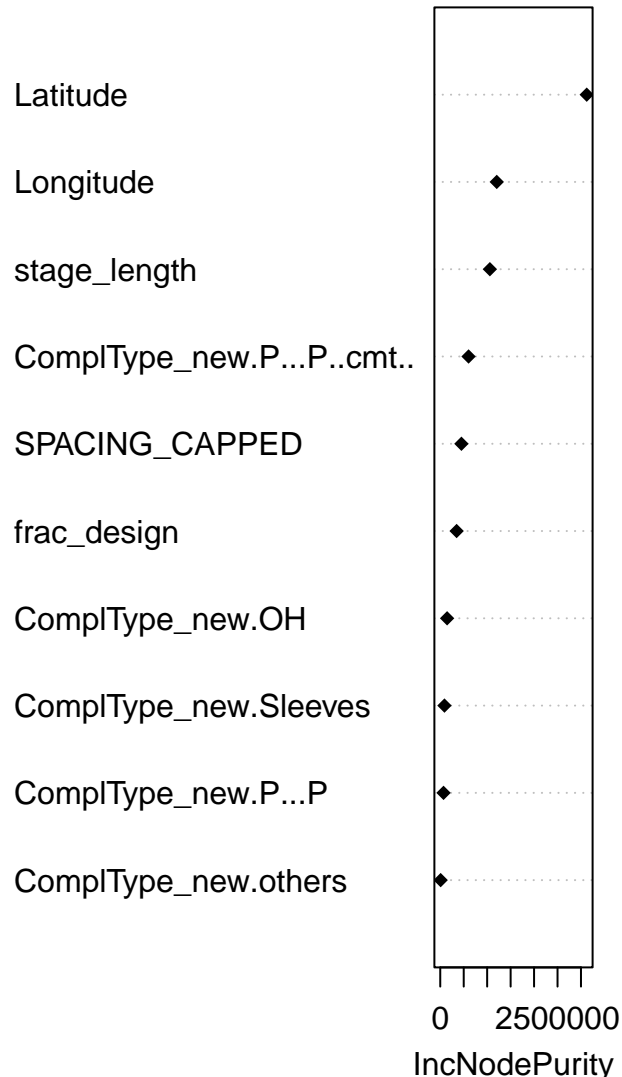 Latitude
Longitude
stage_length
ComplType_new.P...P..cmt..
SPACING_CAPPED
frac_design
ComplType_new.OH
ComplType_new.Sleeves
ComplType_new.P...P
ComplType_new.others
0 2500000
IncNodePurity